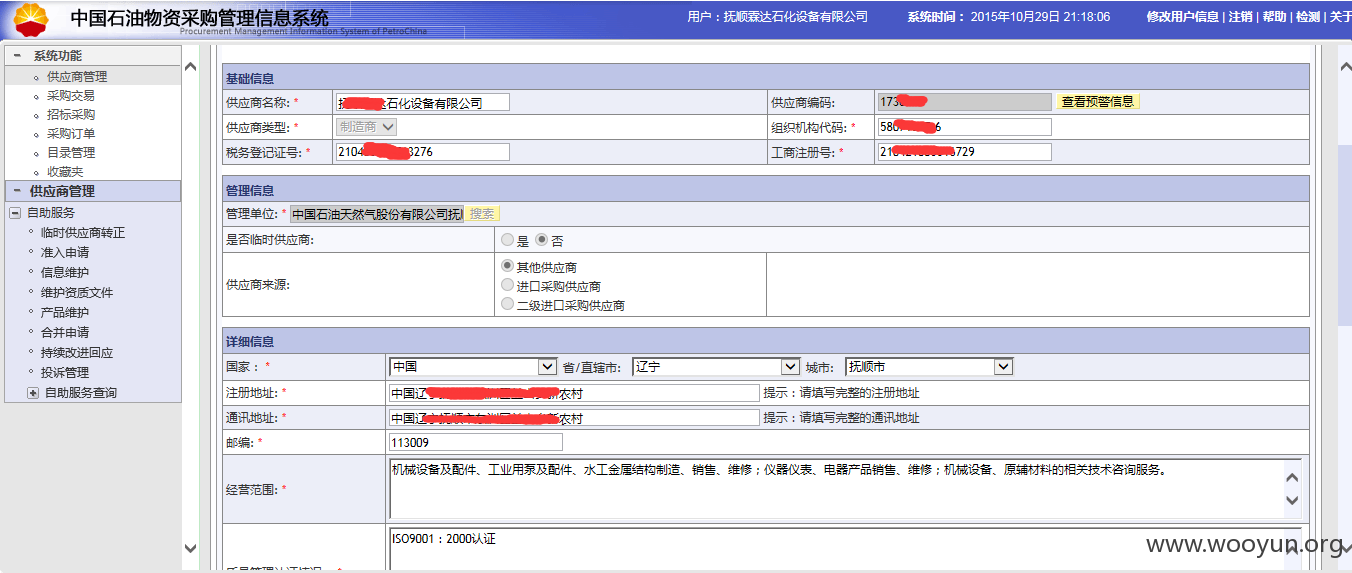 中国石油物资采购管理信息系统
Procurement Management Information System of PetroChina
用户：抚顺霖达石化设备有限公司 系统时间： 2015年10月29日 21:18:06 修改用户信息 | 注销 | 帮助 | 检测 | 关于
系统功能
供应商管理
采购交易
招标采购
采购订单
目录管理
收藏夹
供应商管理
自助服务
临时供应商转正
准入申请
信息维护
维护资质文件
产品维护
合并申请
持续改进回应
投诉管理
自助服务查询
基础信息
供应商名称: * 达石化设备有限公司 供应商编码: 173 查看预警信息
供应商类型: * 制造商 组织机构代码: * 580 6
税务登记证号: * 2104 3276 工商注册号: * 210 729
管理信息
管理单位: * 中国石油天然气股份有限公司抚顺 搜索
是否临时供应商: 是 否
供应商来源: 其他供应商
进口采购供应商
二级进口采购供应商
详细信息
国家： * 中国 省/直辖市: 辽宁 城市: 抚顺市
注册地址: * 中国辽 农村 提示：请填写完整的注册地址
通讯地址: * 中国辽 新农村 提示：请填写完整的通讯地址
邮编: * 113009
经营范围: * 机械设备及配件、工业用泵及配件、水工金属结构制造、销售、维修；仪器仪表、电器产品销售、维修；机械设备、原辅材料的相关技术咨询服务。
ISO9001：2000认证
质量管理认证情况: *
www.wooyun.org